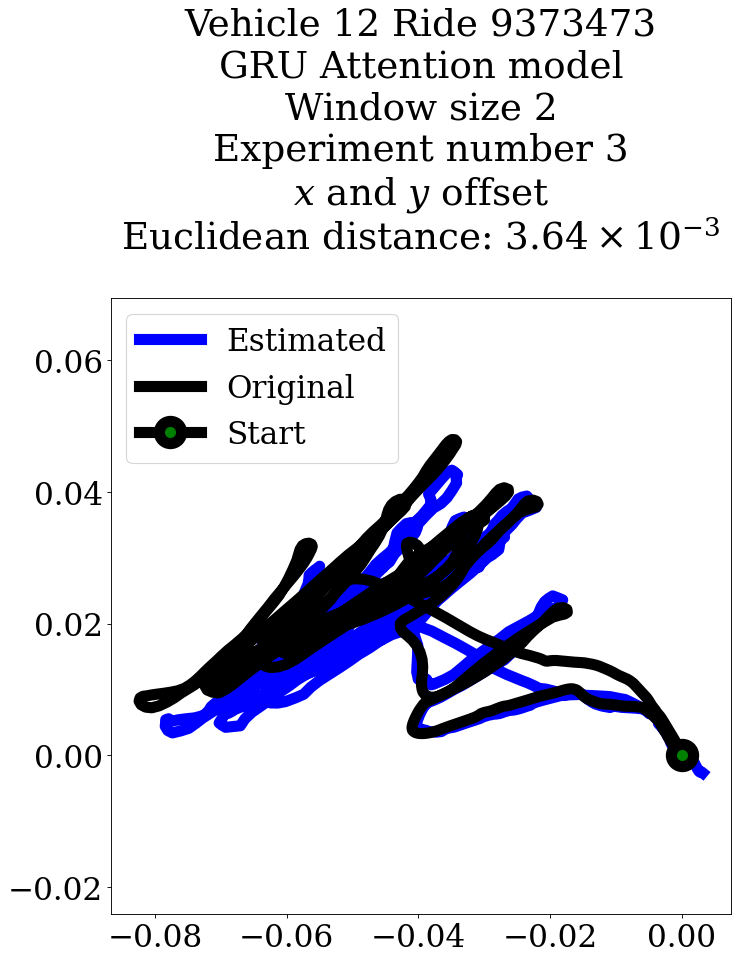 Vehicle 12 Ride 9373473
GRU Attention model
Window size 2
Experiment number 3
x and y offset
Euclidean distance: 3.64 × 10⁻³
Estimated
Original
Start
0.06
0.04
0.02
0.00
−0.02
−0.08 −0.06 −0.04 −0.02 0.00